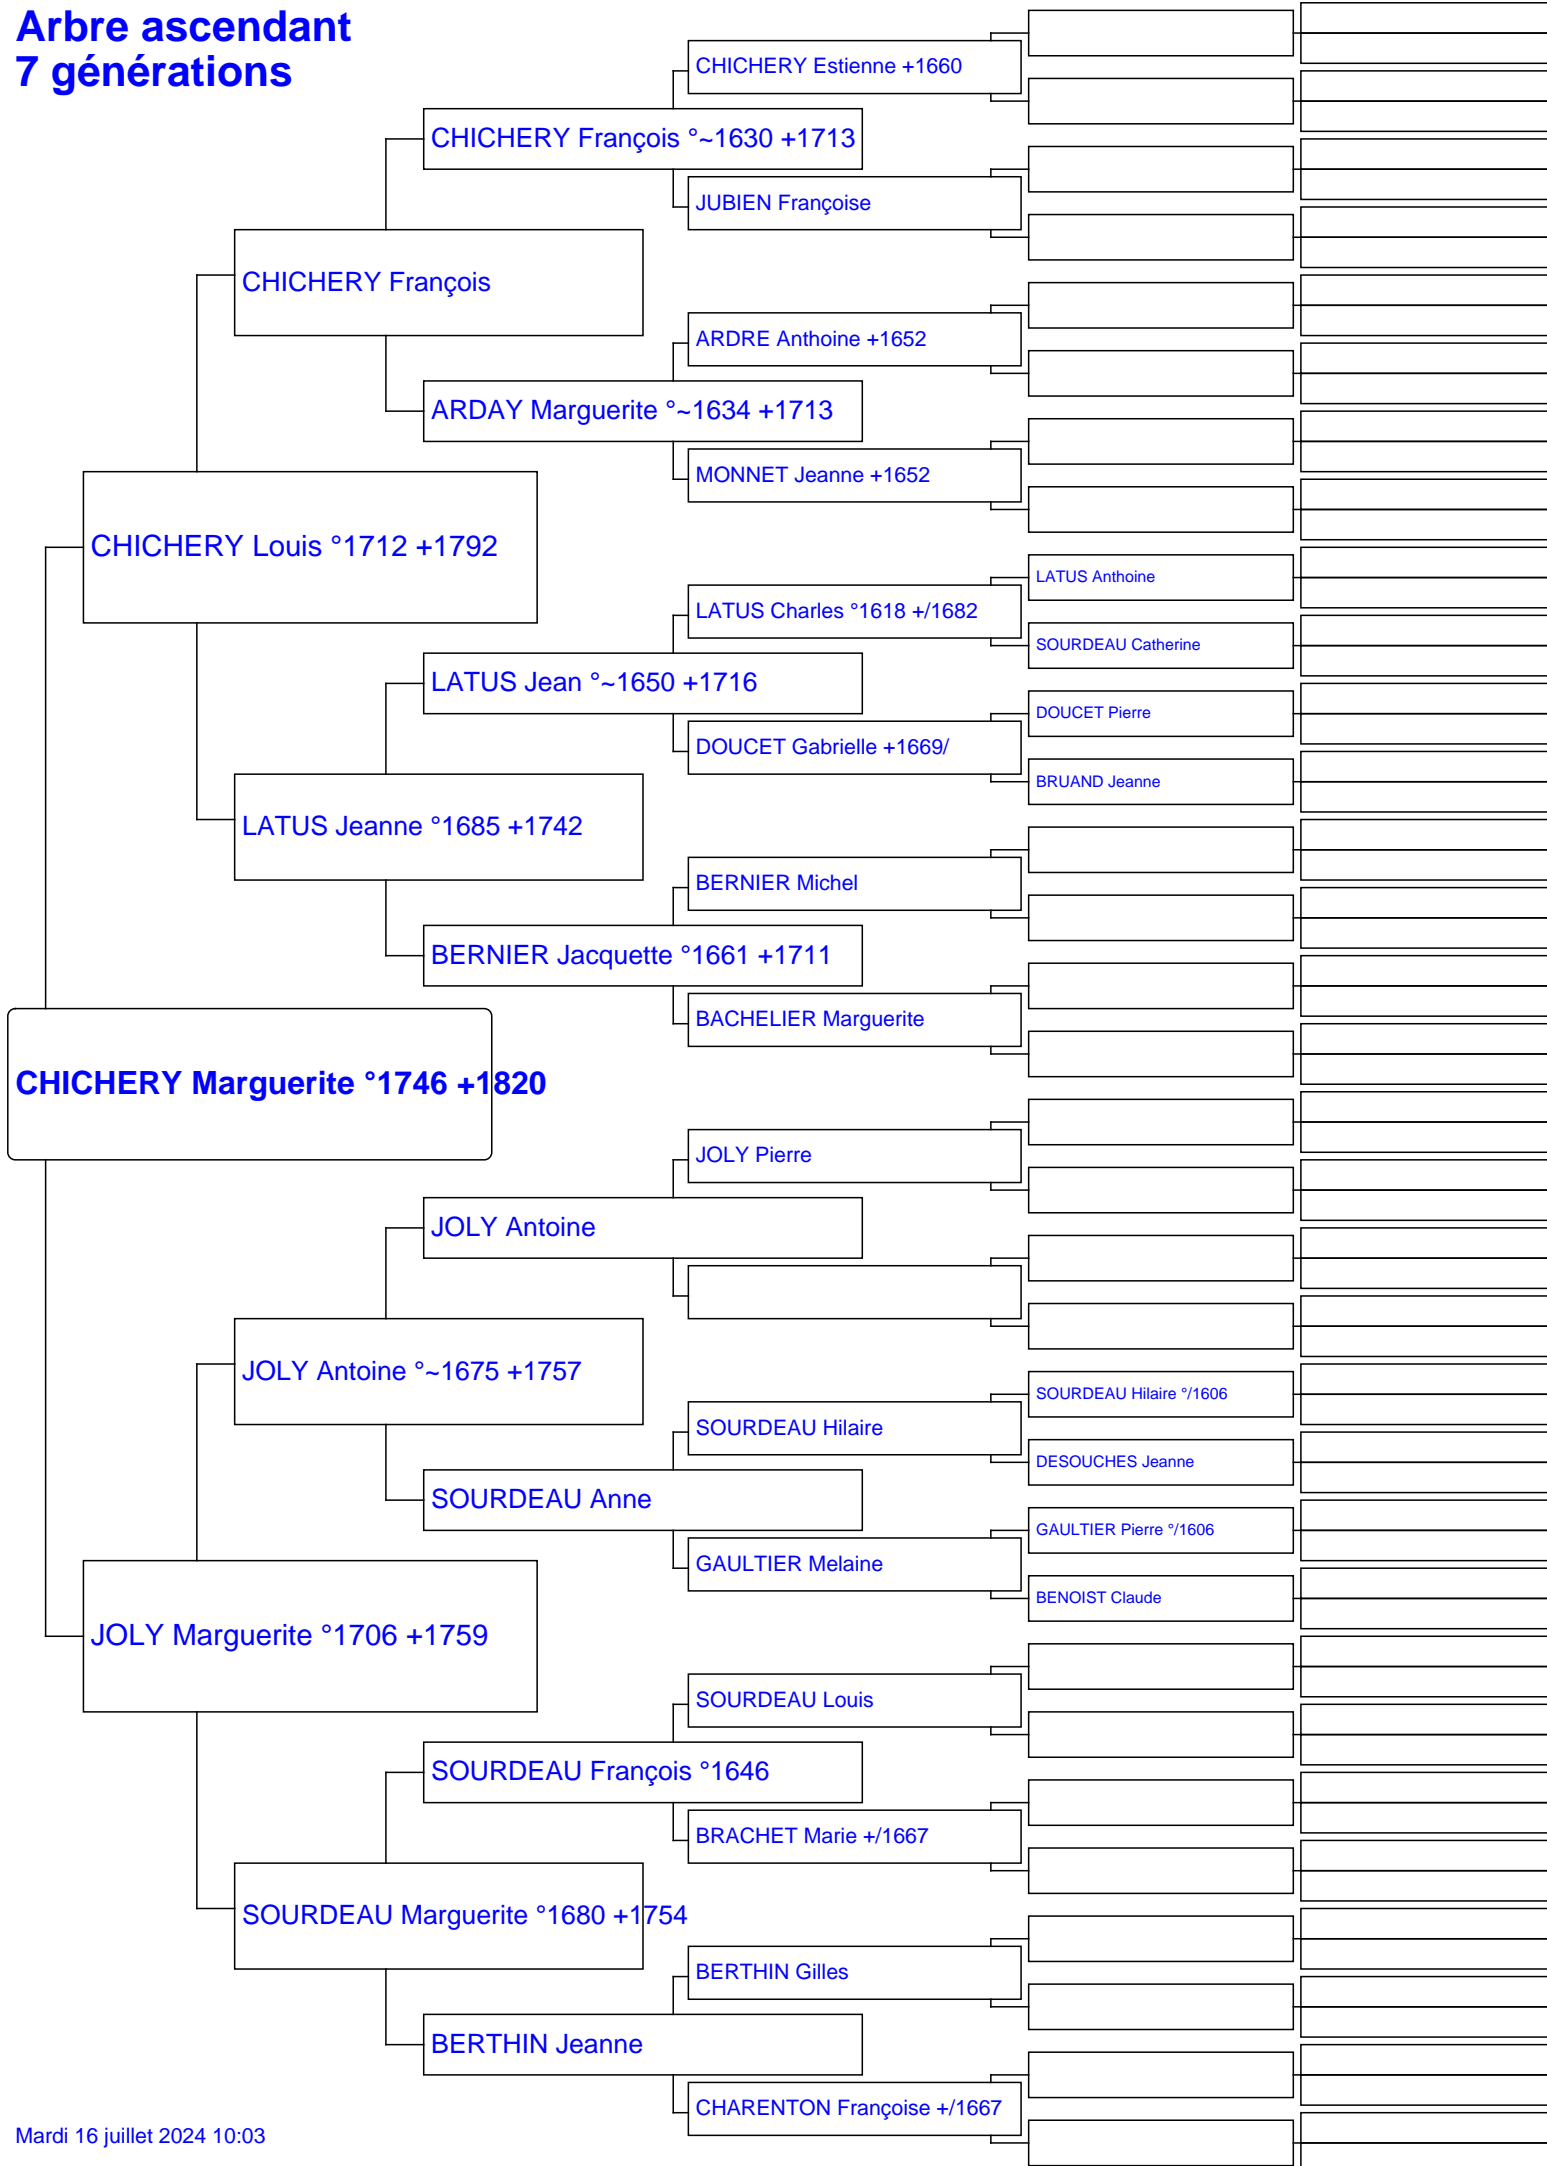 Arbre ascendant
7 générations
CHICHERY Estienne +1660
CHICHERY François °~1630 +1713
JUBIEN Françoise
CHICHERY François
ARDRE Anthoine +1652
ARDAY Marguerite °~1634 +1713
MONNET Jeanne +1652
CHICHERY Louis °1712 +1792
LATUS Anthoine
LATUS Charles °1618 +/1682
SOURDEAU Catherine
LATUS Jean °~1650 +1716
DOUCET Pierre
DOUCET Gabrielle +1669/
BRUAND Jeanne
LATUS Jeanne °1685 +1742
BERNIER Michel
BERNIER Jacquette °1661 +1711
BACHELIER Marguerite
CHICHERY Marguerite °1746 +1820
JOLY Pierre
JOLY Antoine
JOLY Antoine °~1675 +1757
SOURDEAU Hilaire °/1606
SOURDEAU Hilaire
DESOUCHES Jeanne
SOURDEAU Anne
GAULTIER Pierre °/1606
GAULTIER Melaine
BENOIST Claude
JOLY Marguerite °1706 +1759
SOURDEAU Louis
SOURDEAU François °1646
BRACHET Marie +/1667
SOURDEAU Marguerite °1680 +1754
BERTHIN Gilles
BERTHIN Jeanne
CHARENTON Françoise +/1667
Mardi 16 juillet 2024 10:03